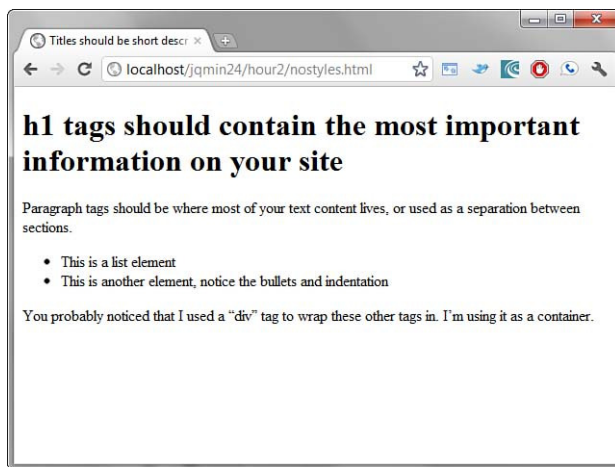 Titles should be short descr
localhost/jqmin24/hour2/nostyles.html
h1 tags should contain the most important
information on your site
Paragraph tags should be where most of your text content lives, or used as a separation between
sections.
• This is a list element
• This is another element, notice the bullets and indentation
You probably noticed that I used a “div” tag to wrap these other tags in. I’m using it as a container.